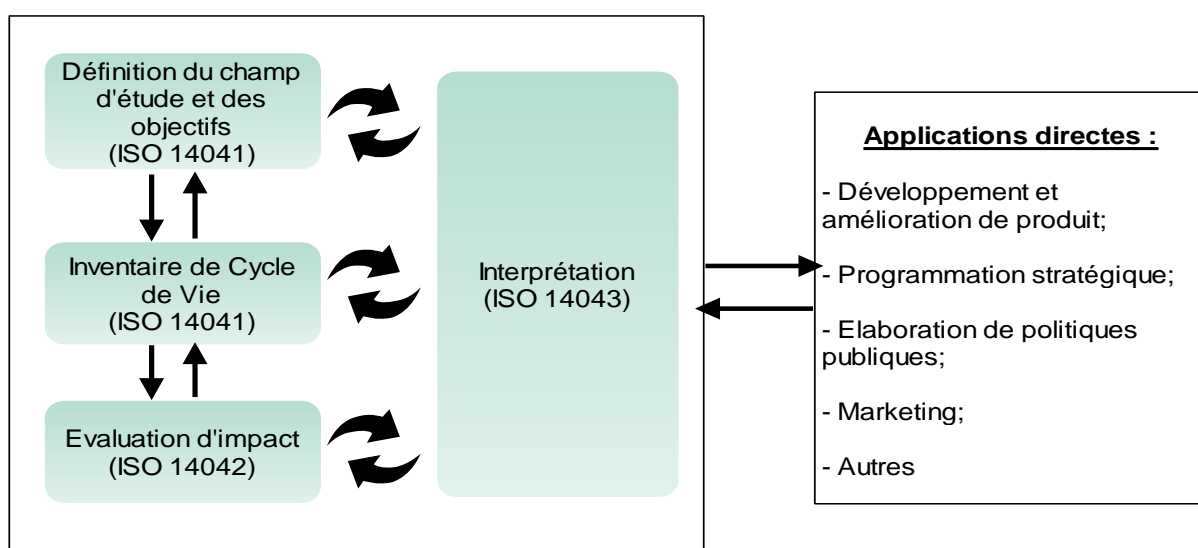 Définition du champ
d'étude et des
objectifs
(ISO 14041)
Inventaire de Cycle
de Vie
(ISO 14041)
Evaluation d'impact
(ISO 14042)
Interprétation
(ISO 14043)
Applications directes :
- Développement et
amélioration de produit;
- Programmation stratégique;
- Elaboration de politiques
publiques;
- Marketing;
- Autres